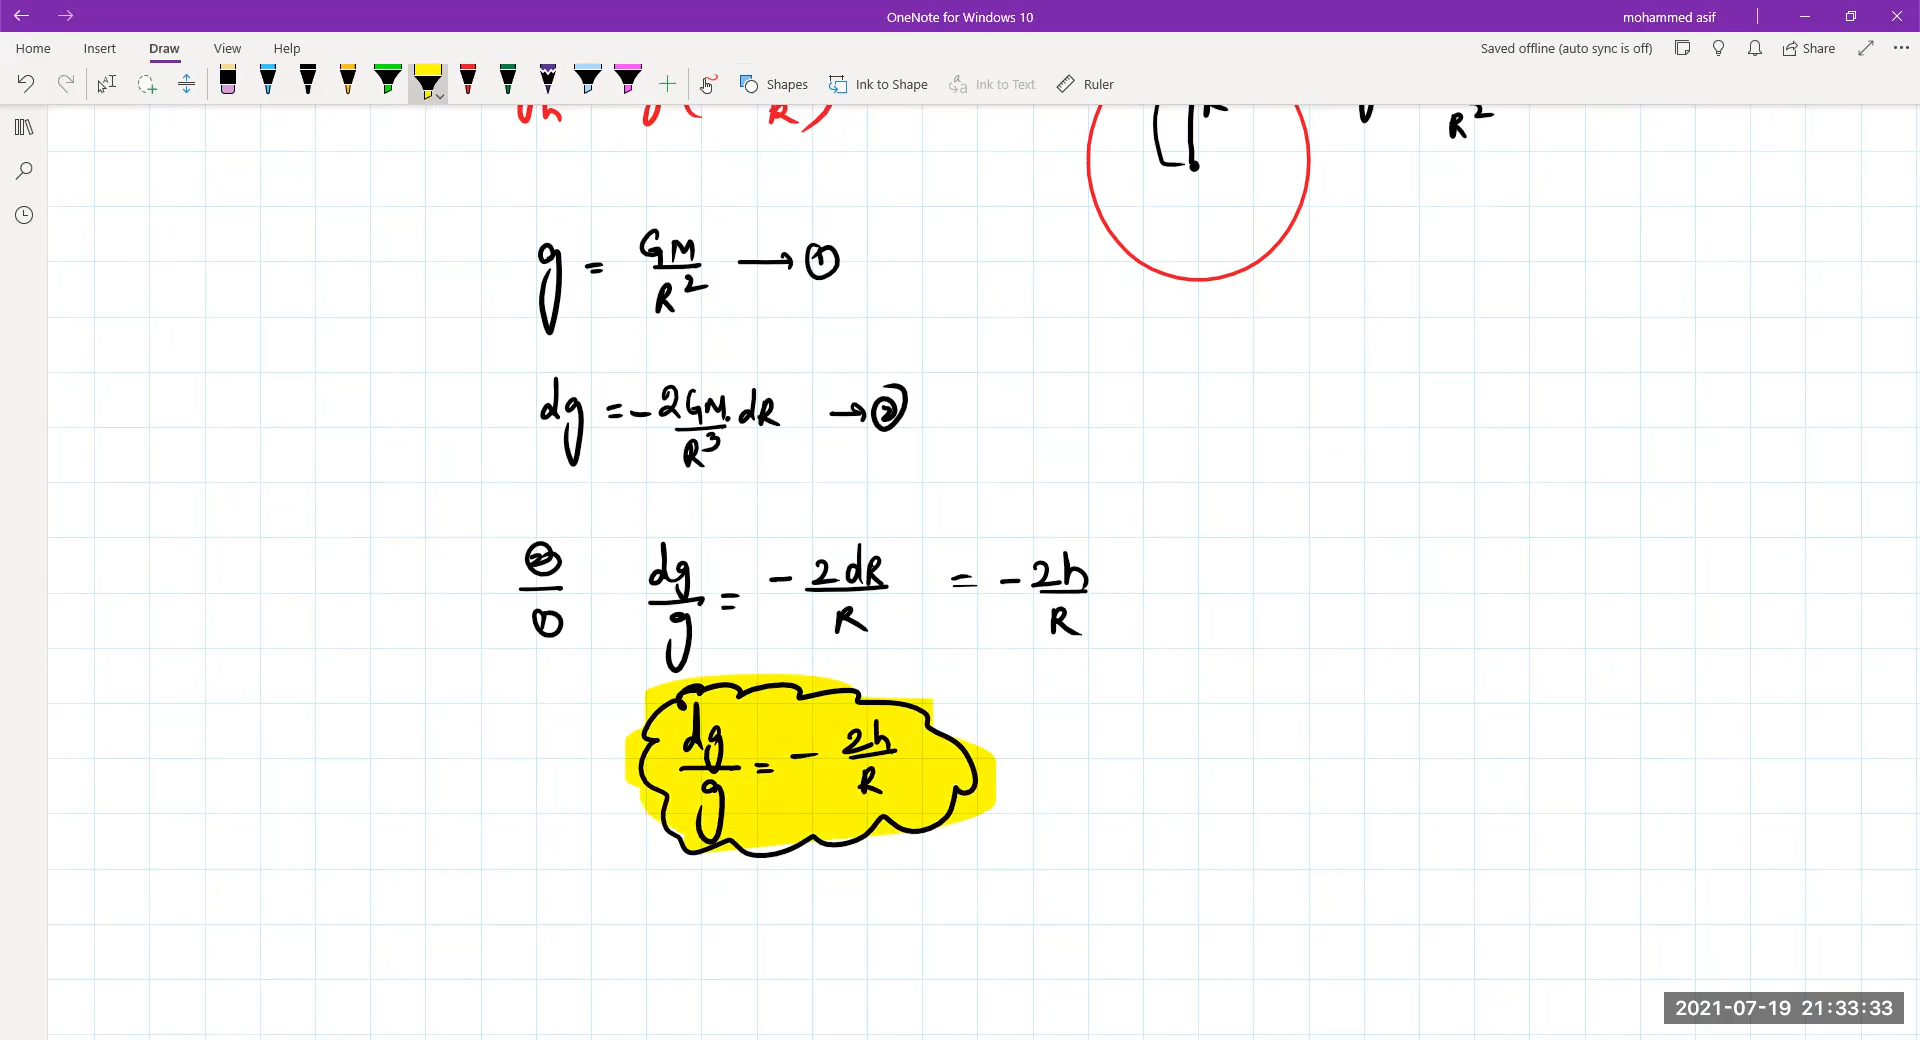 OneNote for Windows 10
mohammed asif
Home Insert Draw View Help
Saved offline (auto sync is off) Share
Shapes Ink to Shape Ink to Text Ruler
R
R²
g = GM/R² → ①
dg = - 2GM/R³ . dR → ②
②/① dg/g = - 2dR/R = - 2h/R
dg/g = - 2h/R
2021-07-19 21:33:33